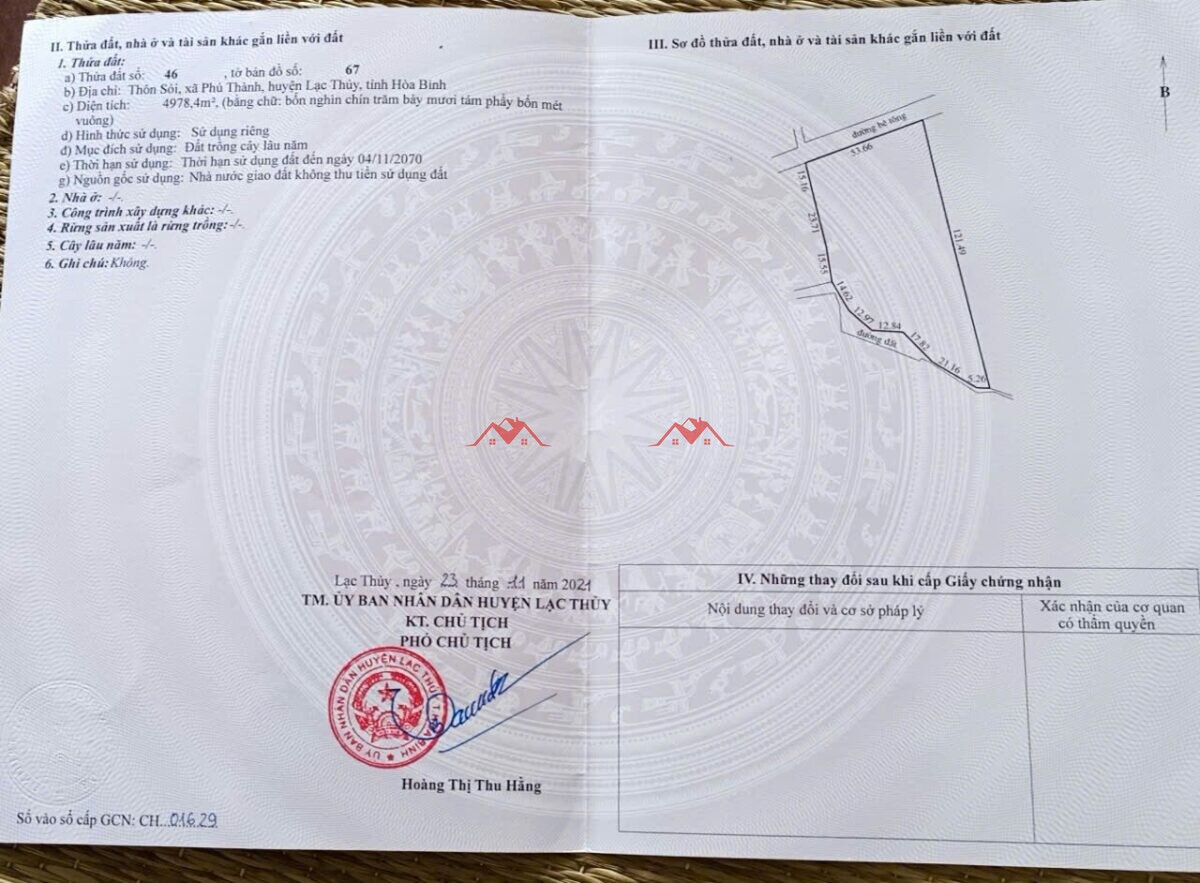 II. Thửa đất, nhà ở và tài sản khác gắn liền với đất
1. Thửa đất:
a) Thửa đất số: 46 , tờ bản đồ số: 67
b) Địa chỉ: Thôn Sỏi, xã Phú Thành, huyện Lạc Thủy, tỉnh Hòa Bình
c) Diện tích: 4978,4m², (bằng chữ: bốn nghìn chín trăm bảy mươi tám phẩy bốn mét
vuông)
d) Hình thức sử dụng: Sử dụng riêng
đ) Mục đích sử dụng: Đất trồng cây lâu năm
e) Thời hạn sử dụng: Thời hạn sử dụng đất đến ngày 04/11/2070
g) Nguồn gốc sử dụng: Nhà nước giao đất không thu tiền sử dụng đất
2. Nhà ở: -/-.
3. Công trình xây dựng khác: -/-.
4. Rừng sản xuất là rừng trồng: -/-.
5. Cây lâu năm: -/-.
6. Ghi chú: Không.
Lạc Thủy , ngày 23 tháng 11 năm 2021
TM. ỦY BAN NHÂN DÂN HUYỆN LẠC THỦY
KT. CHỦ TỊCH
PHÓ CHỦ TỊCH
ỦY BAN NHÂN DÂN HUYỆN LẠC THỦY T. HÒA BÌNH
Hoàng Thị Thu Hằng
Số vào sổ cấp GCN: CH...01629
III. Sơ đồ thửa đất, nhà ở và tài sản khác gắn liền với đất
B
đường bê tông
53.66
15.16
23.71
121.49
15.55
14.62
12.97
12.84
đường đất
17.82
21.16
5.26
IV. Những thay đổi sau khi cấp Giấy chứng nhận
Nội dung thay đổi và cơ sở pháp lý
Xác nhận của cơ quan
có thẩm quyền